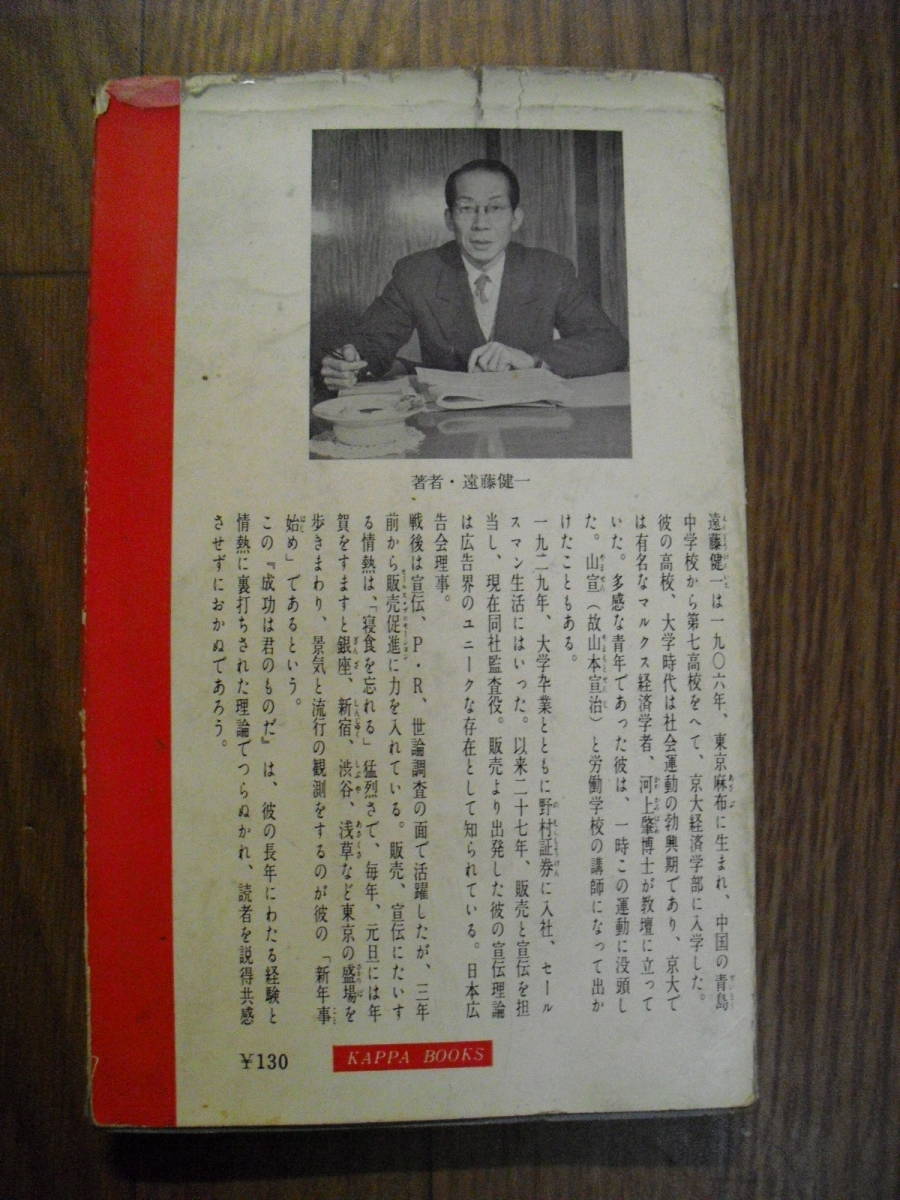 著者・遠藤健一
遠藤健一は一九〇六年、東京麻布に生まれ、中国の青島
中学校から第七高校をへて、京大経済学部に入学した。
彼の高校、大学時代は社会運動の勃興期であり、京大で
は有名なマルクス経済学者、河上肇博士が教壇に立って
いた。多感な青年であった彼は、一時この運動に没頭し
た。山宣（故山本宣治）と労働学校の講師になって出か
けたこともある。
一九二九年、大学卒業とともに野村証券に入社、セール
スマン生活にはいった。以来二十七年、販売と宣伝を担
当し、現在同社監査役。販売より出発した彼の宣伝理論
は広告界のユニークな存在として知られている。日本広
告会理事。
戦後は宣伝、P・R、世論調査の面で活躍したが、三年
前から販売促進に力を入れている。販売、宣伝にたいす
る情熱は、「寝食を忘れる」猛烈さで、毎年、元旦には年
賀をすますと銀座、新宿、渋谷、浅草など東京の盛場を
歩きまわり、景気と流行の観測をするのが彼の「新年事
始め」であるという。
この『成功は君のものだ』は、彼の長年にわたる経験と
情熱に裏打ちされた理論でつらぬかれ、読者を説得共感
させずにおかぬであろう。
¥130
KAPPA BOOKS